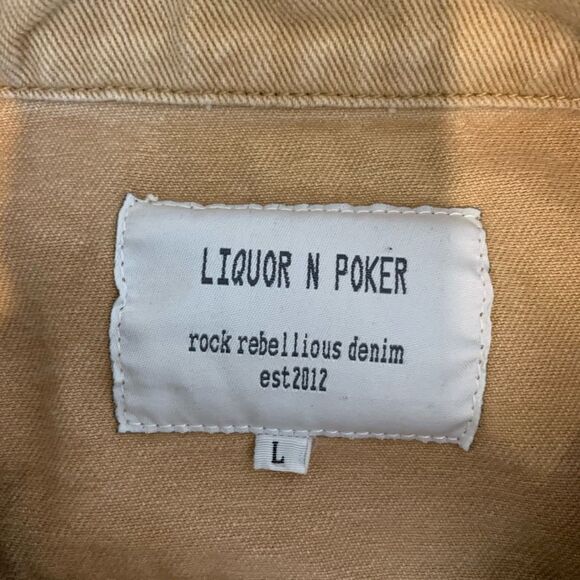 LIQUOR N POKER
rock rebellious denim
est2012
L